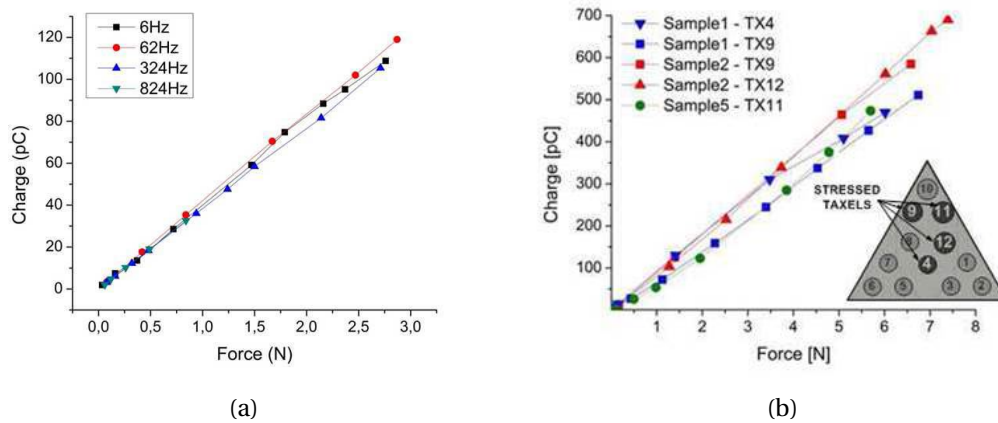 6Hz
62Hz
324Hz
824Hz
120
100
80
60
40
20
0
Charge (pC)
0,0 0,5 1,0 1,5 2,0 2,5 3,0
Force (N)
(a)
Sample1 - TX4
Sample1 - TX9
Sample2 - TX9
Sample2 - TX12
Sample5 - TX11
700
600
500
400
300
200
100
Charge [pC]
1 2 3 4 5 6 7 8
Force [N]
STRESSED
TAXELS
10
9 11
8 12
7 4 1
6 5 3 2
(b)